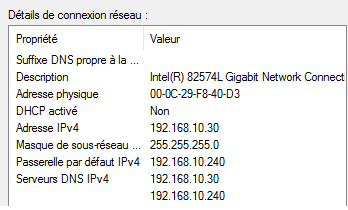 Détails de connexion réseau :
Propriété Valeur
Suffixe DNS propre à la ...
Description Intel(R) 82574L Gigabit Network Connect
Adresse physique 00-0C-29-F8-40-D3
DHCP activé Non
Adresse IPv4 192.168.10.30
Masque de sous-réseau ... 255.255.255.0
Passerelle par défaut IPv4 192.168.10.240
Serveurs DNS IPv4 192.168.10.30
192.168.10.240